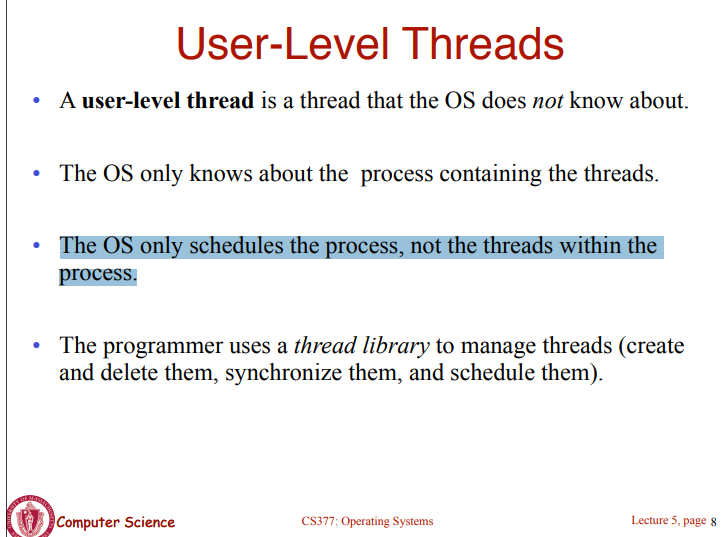 User-Level Threads
• A user-level thread is a thread that the OS does not know about.
• The OS only knows about the process containing the threads.
• The OS only schedules the process, not the threads within the
process.
• The programmer uses a thread library to manage threads (create
and delete them, synchronize them, and schedule them).
Computer Science
CS377: Operating Systems
Lecture 5, page 8